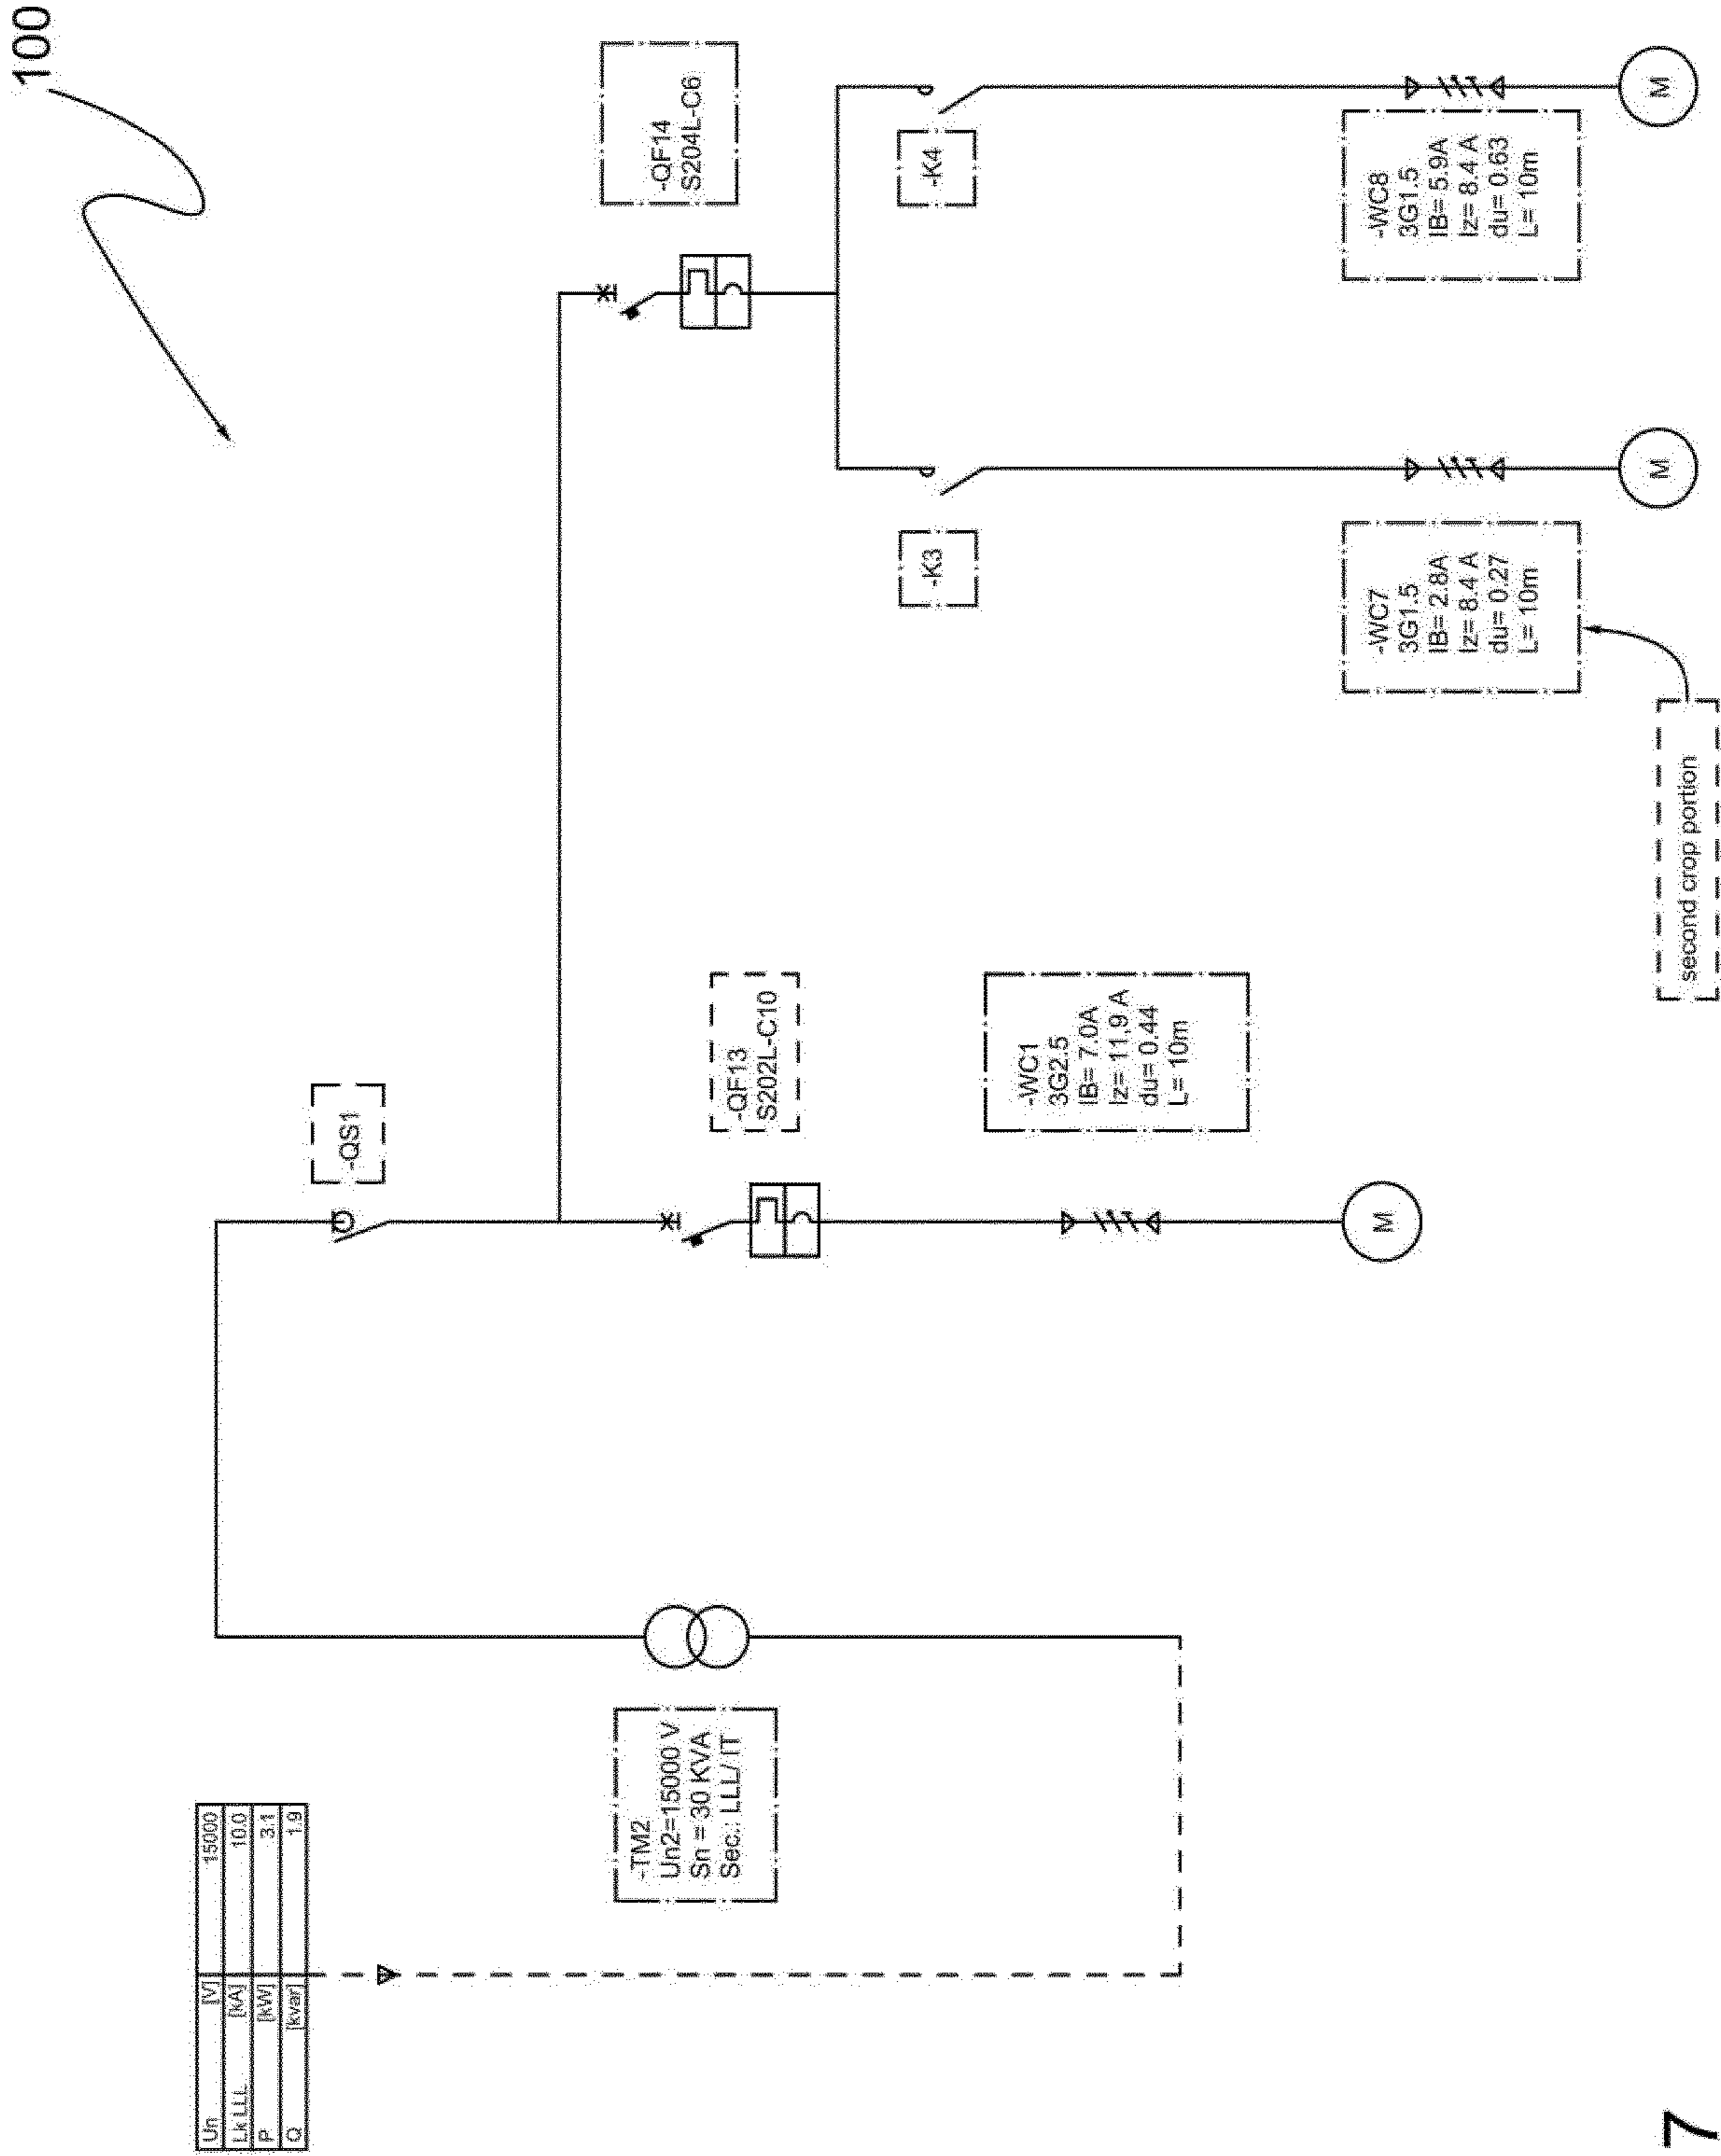 100
Un [V] 15000
Lk LLL [kA] 10.0
P [kW] 3.1
Q [kvar] 1.9
-TM2
Un2=15000 V
Sn = 30 KVA
Sec.: LLL/ IT
-QS1
-QF13
S202L-C10
-WC1
3G2.5
IB= 7.0A
Iz= 11,9 A
du= 0.44
L= 10m
M
-QF14
S204L-C6
-K3
-K4
-WC7
3G1.5
IB= 2.8A
Iz= 8.4 A
du= 0.27
L= 10m
-WC8
3G1.5
IB= 5.9A
Iz= 8.4 A
du= 0.63
L= 10m
M
M
second crop portion
7